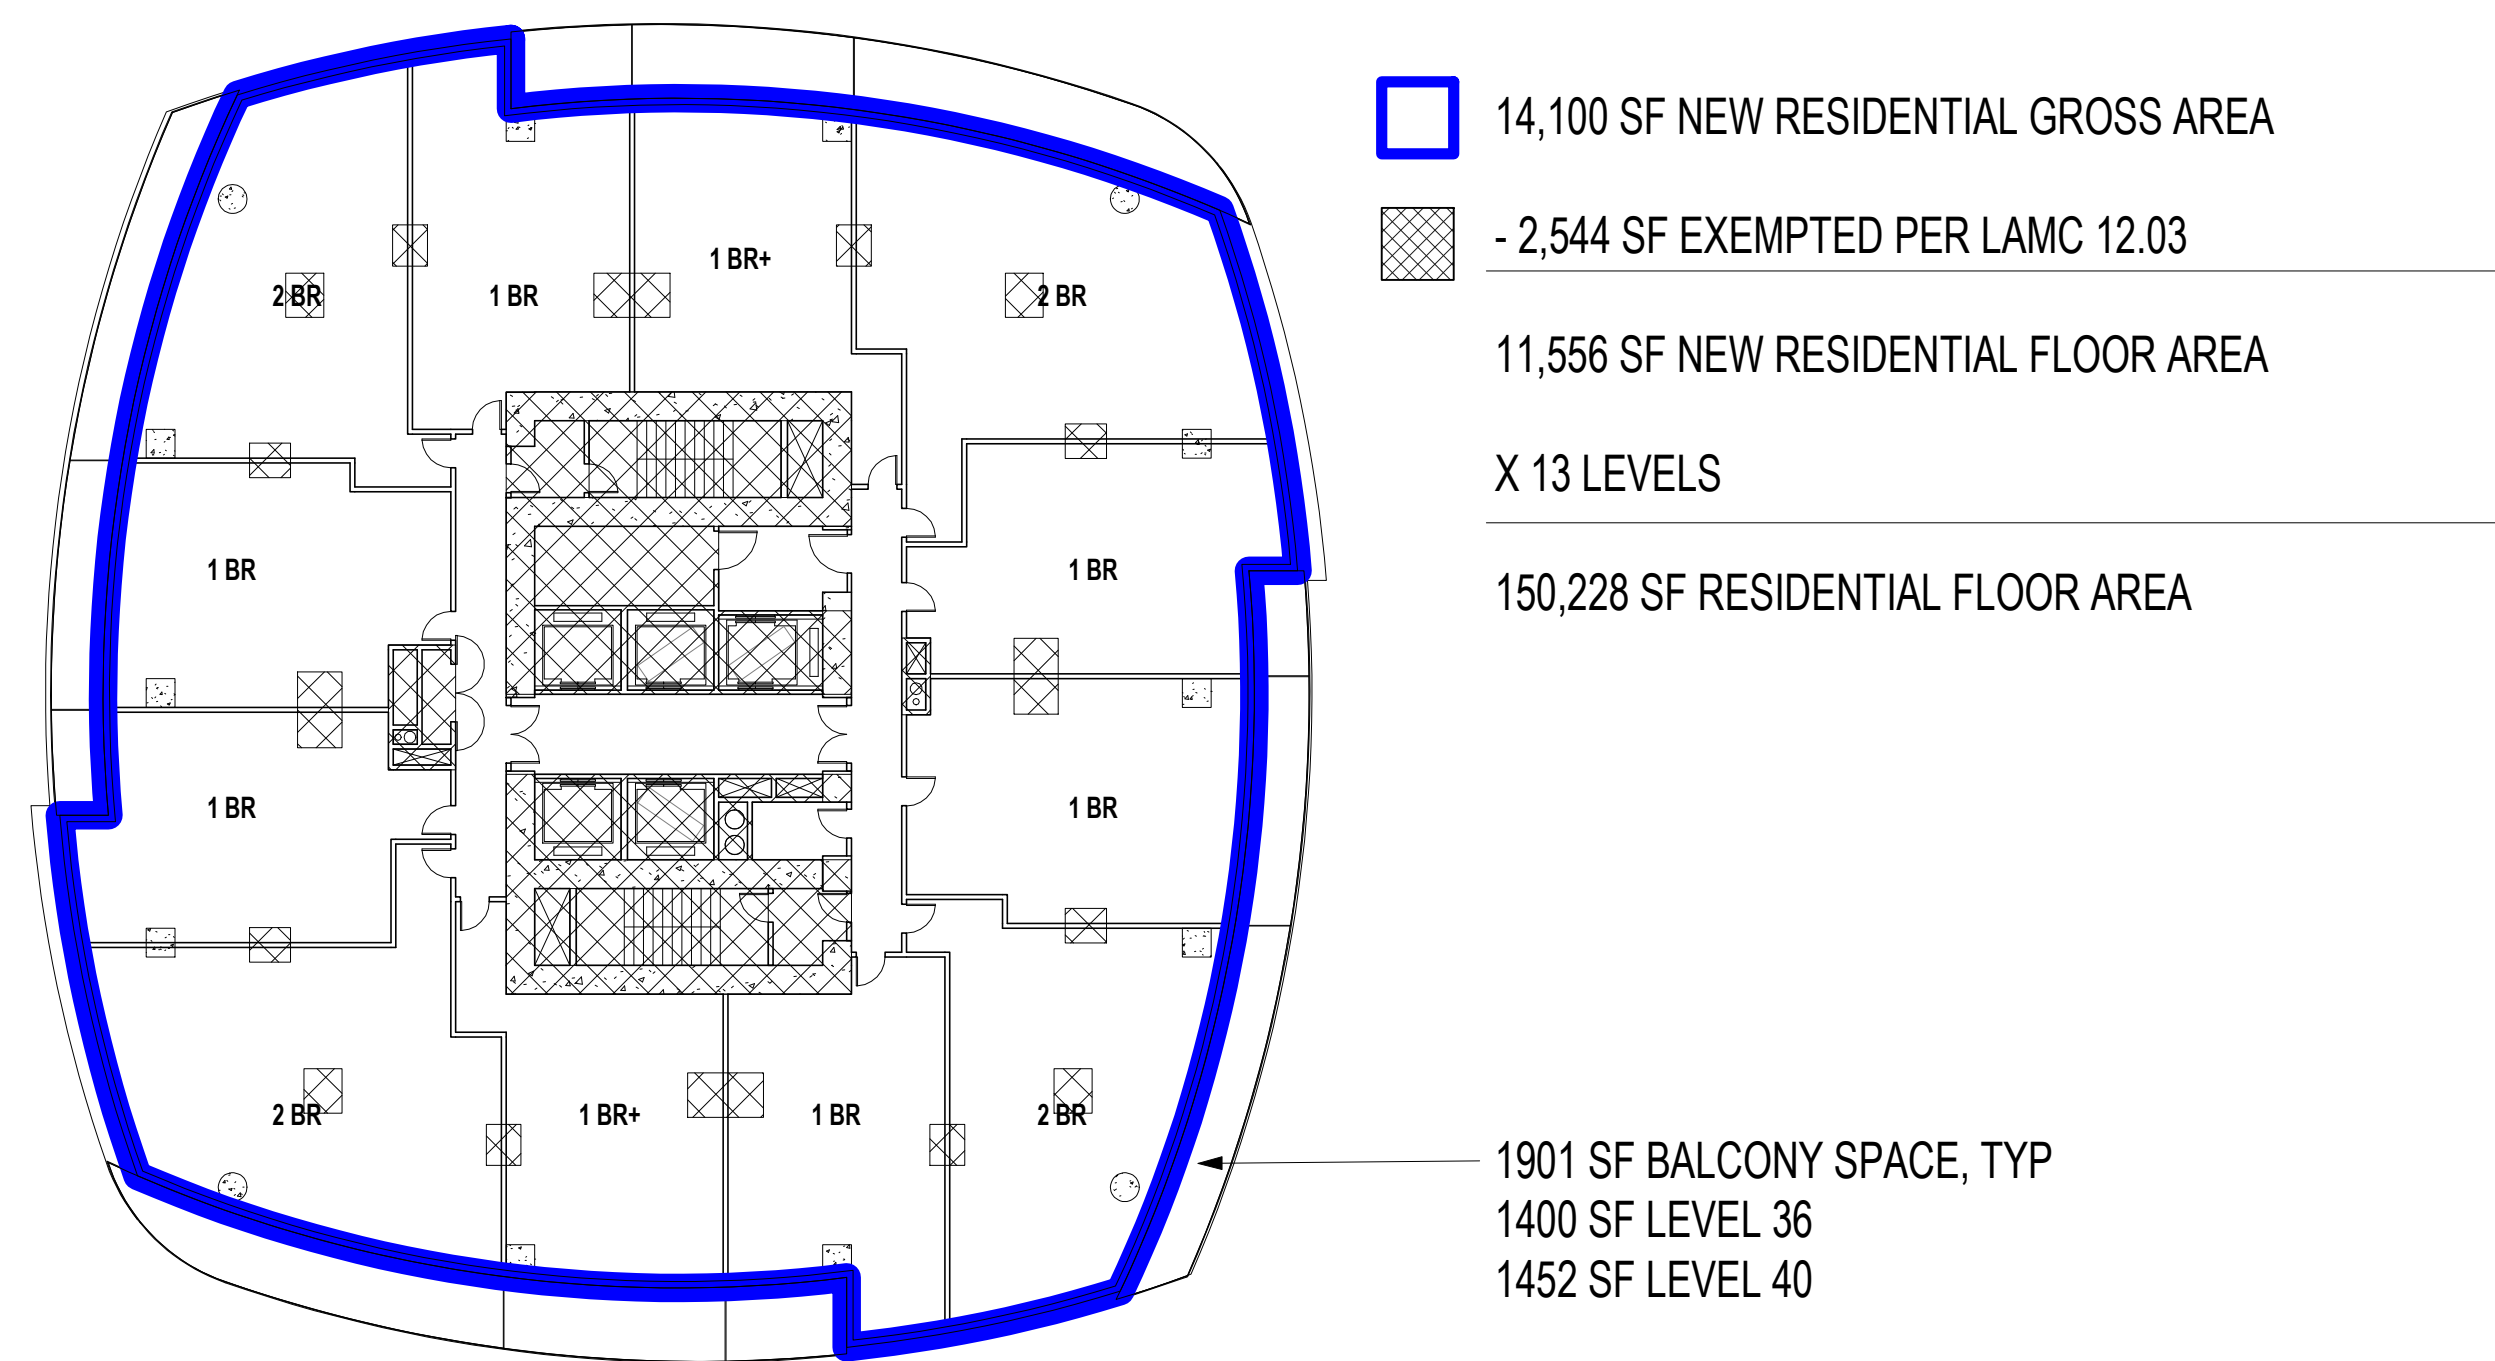 14,100 SF NEW RESIDENTIAL GROSS AREA
- 2,544 SF EXEMPTED PER LAMC 12.03
11,556 SF NEW RESIDENTIAL FLOOR AREA
X 13 LEVELS
150,228 SF RESIDENTIAL FLOOR AREA
1 BR+
2 BR
1 BR
2 BR
1 BR
1 BR
1 BR
1 BR
2 BR
1 BR+
1 BR
2 BR
1901 SF BALCONY SPACE, TYP
1400 SF LEVEL 36
1452 SF LEVEL 40